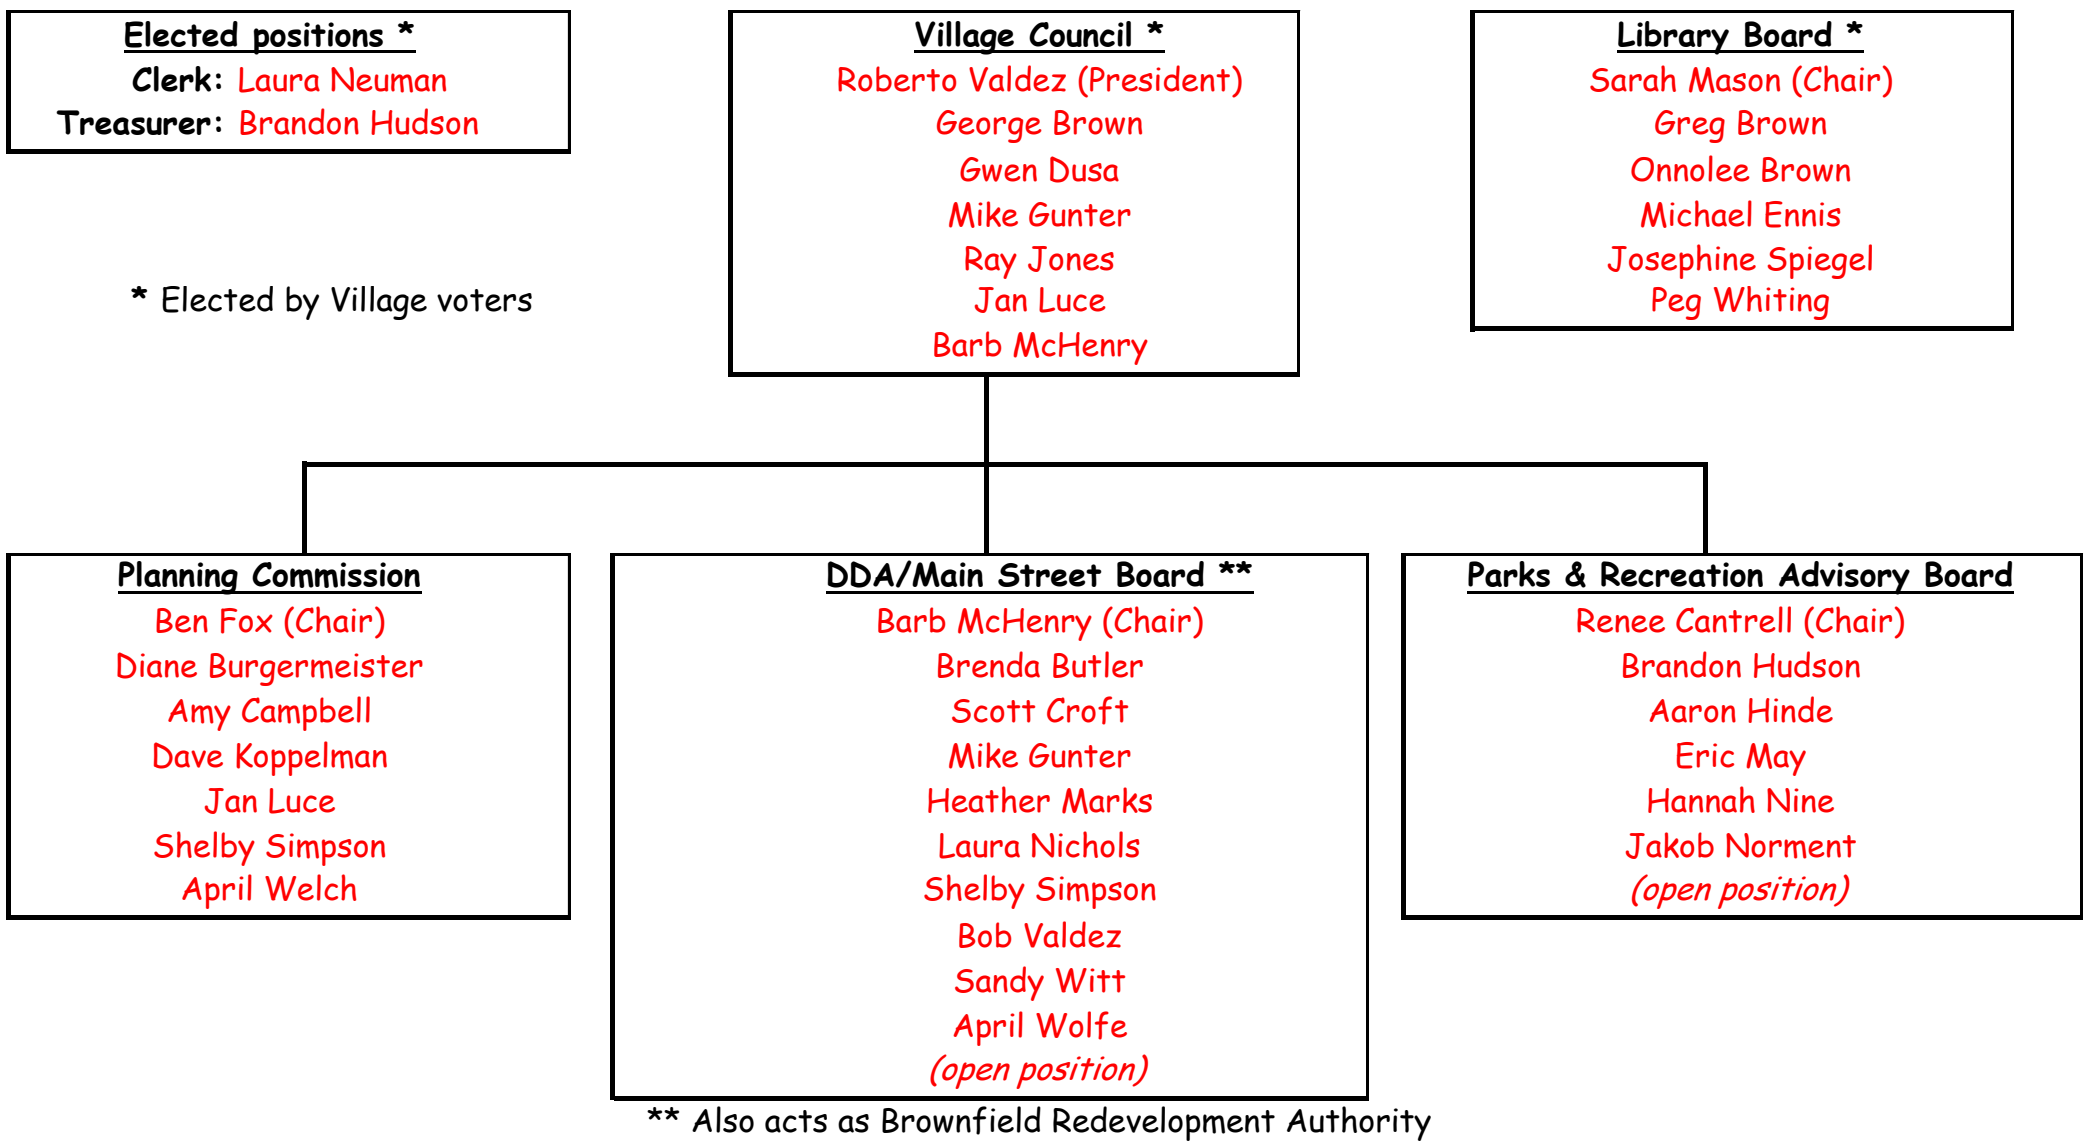 Elected positions *
Clerk: Laura Neuman
Treasurer: Brandon Hudson
* Elected by Village voters
Village Council *
Roberto Valdez (President)
George Brown
Gwen Dusa
Mike Gunter
Ray Jones
Jan Luce
Barb McHenry
Library Board *
Sarah Mason (Chair)
Greg Brown
Onnolee Brown
Michael Ennis
Josephine Spiegel
Peg Whiting
Planning Commission
Ben Fox (Chair)
Diane Burgermeister
Amy Campbell
Dave Koppelman
Jan Luce
Shelby Simpson
April Welch
DDA/Main Street Board **
Barb McHenry (Chair)
Brenda Butler
Scott Croft
Mike Gunter
Heather Marks
Laura Nichols
Shelby Simpson
Bob Valdez
Sandy Witt
April Wolfe
(open position)
** Also acts as Brownfield Redevelopment Authority
Parks & Recreation Advisory Board
Renee Cantrell (Chair)
Brandon Hudson
Aaron Hinde
Eric May
Hannah Nine
Jakob Norment
(open position)